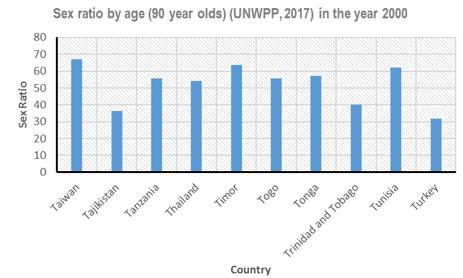 Sex ratio by age (90 year olds) (UNWPP, 2017) in the year 2000
80
70
60
50
40
30
20
10
0
Sex Ratio
Taiwan
Tajikistan
Tanzania
Thailand
Timor
Togo
Tonga
Trinidad and Tobago
Tunisia
Turkey
Country